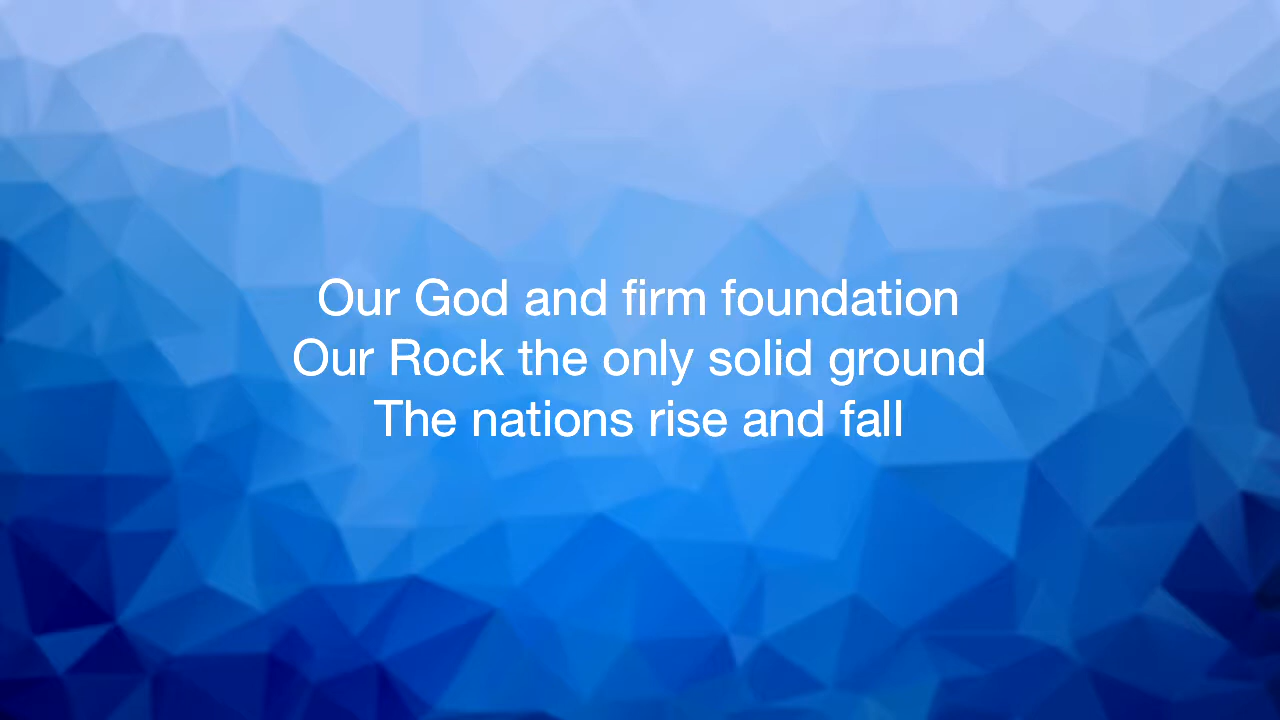 Our God and firm foundation
Our Rock the only solid ground
The nations rise and fall